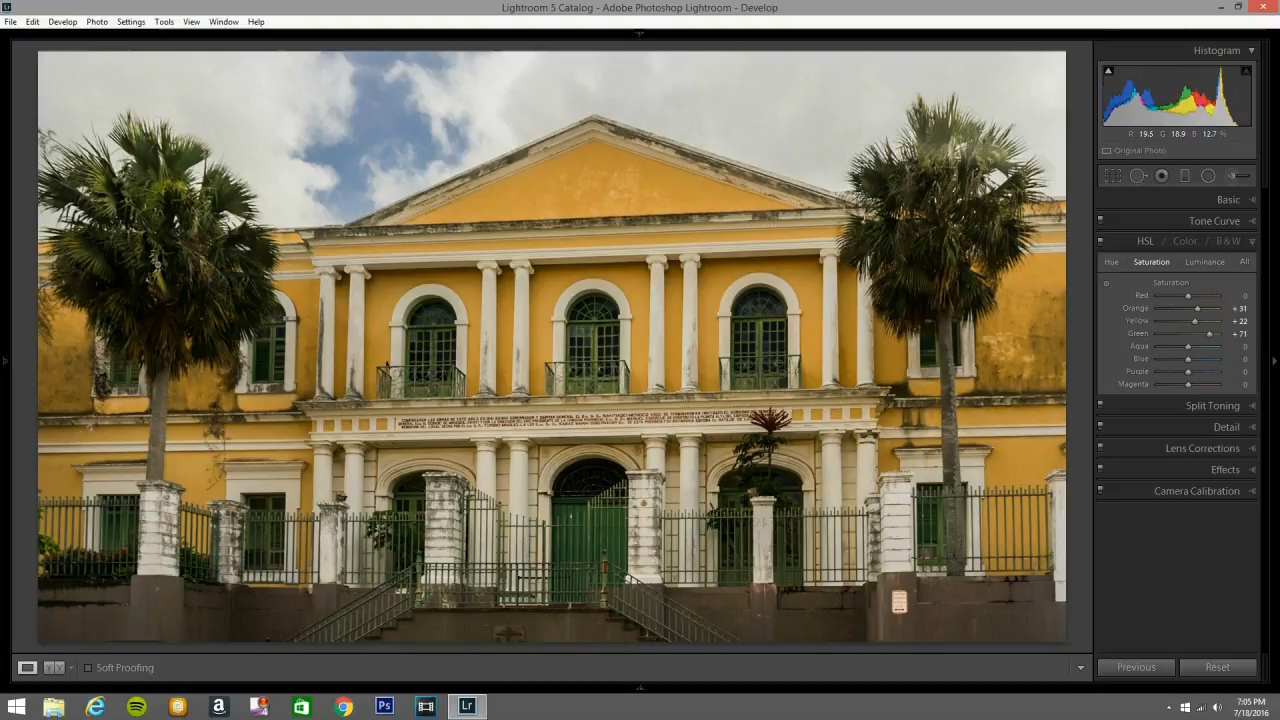 Lightroom 5 Catalog - Adobe Photoshop Lightroom - Develop
File Edit Develop Photo Settings Tools View Window Help
Histogram
R 19.5 G 18.9 B 12.7 %
Original Photo
Basic
Tone Curve
HSL / Color / B & W
Hue Saturation Luminance All
Saturation
Red 0
Orange + 31
Yellow + 22
Green + 71
Aqua 0
Blue 0
Purple 0
Magenta 0
Split Toning
Detail
Lens Corrections
Effects
Camera Calibration
Soft Proofing
Previous Reset
Ps
Lr
7:05 PM
7/18/2016